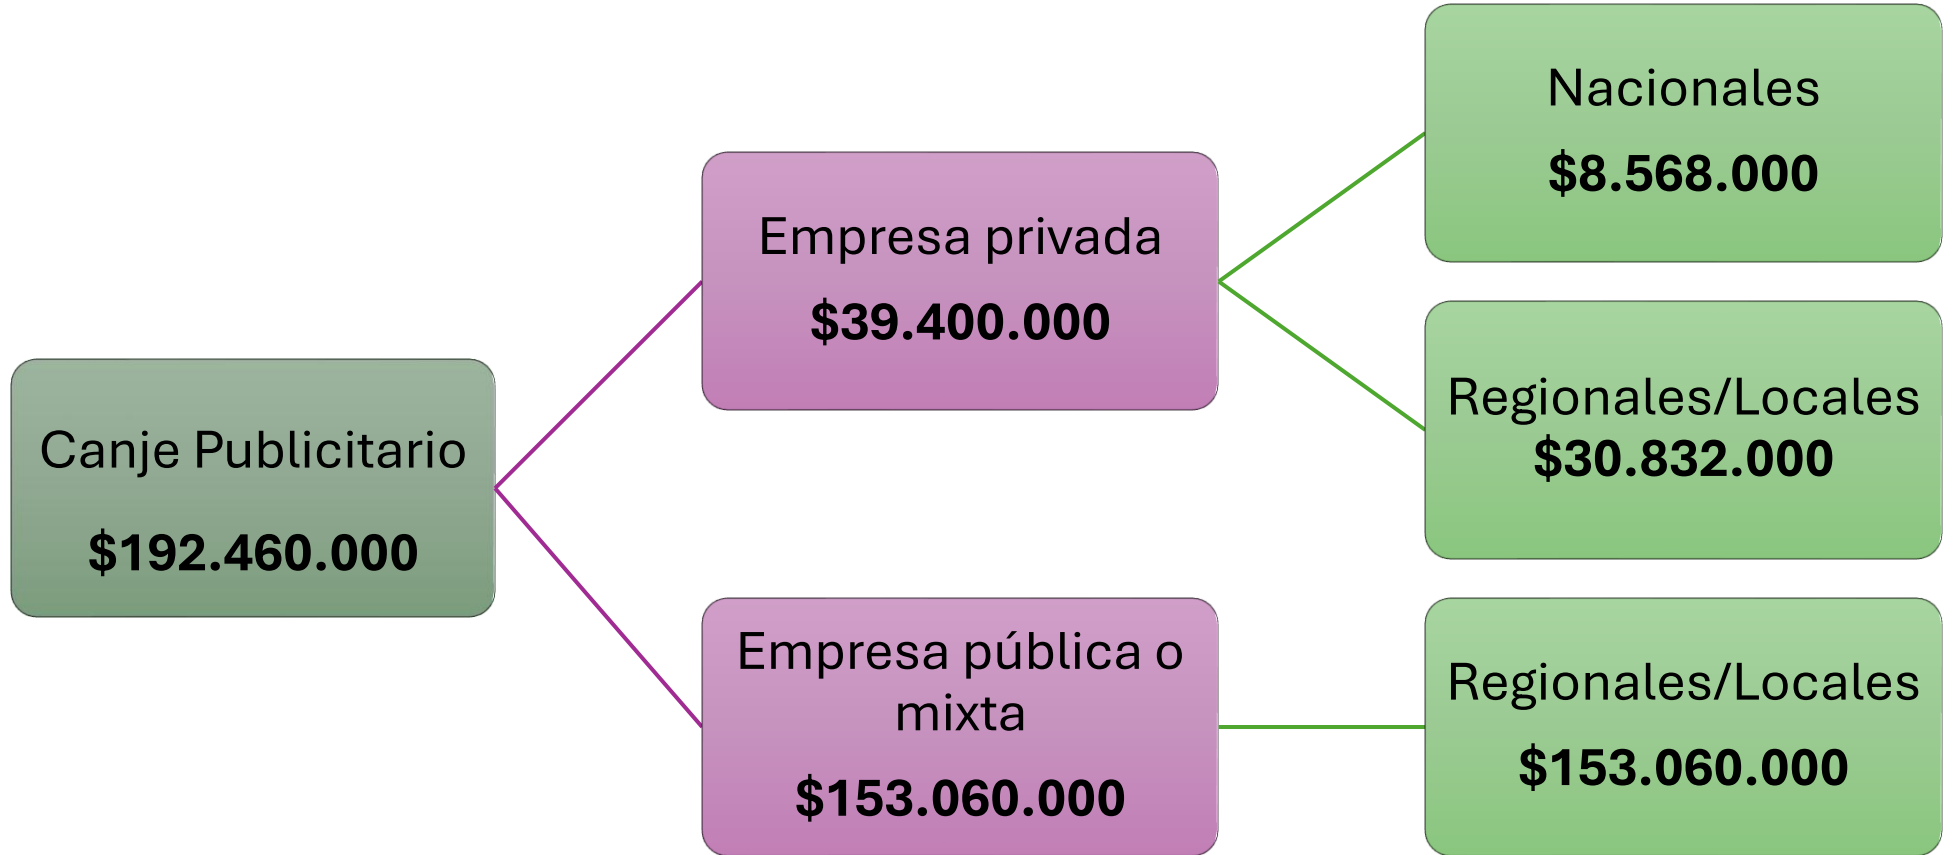 Canje Publicitario
$192.460.000
Empresa privada
$39.400.000
Nacionales
$8.568.000
Regionales/Locales
$30.832.000
Empresa pública o
mixta
$153.060.000
Regionales/Locales
$153.060.000